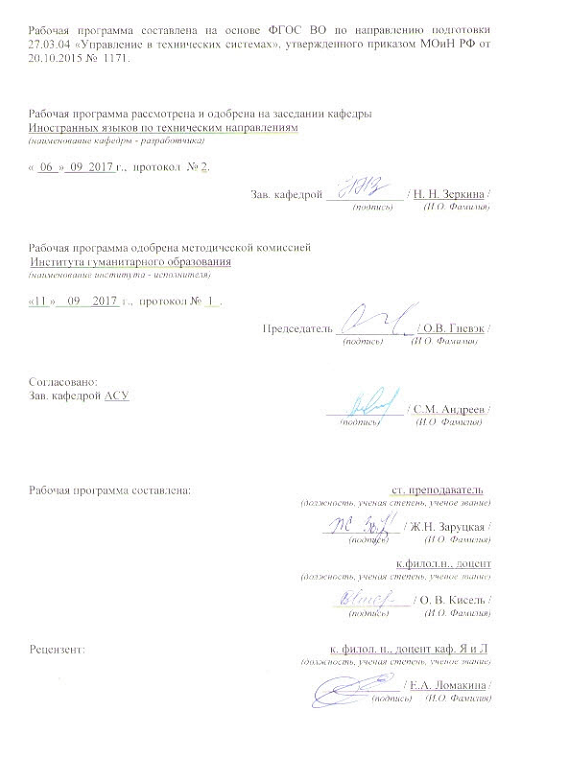 Рабочая программа составлена на основе ФГОС ВО по направлению подготовки
27.03.04 «Управление в технических системах», утвержденного приказом МОиН РФ от
20.10.2015 № 1171.
Рабочая программа рассмотрена и одобрена на заседании кафедры
Иностранных языков по техническим направлениям
(наименование кафедры - разработчика)
« 06 » 09 2017 г., протокол № 2.
Зав. кафедрой / Н. Н. Зеркина /
(подпись) (И.О. Фамилия)
Рабочая программа одобрена методической комиссией
Института гуманитарного образования
(наименование института - исполнителя)
«11 » 09 2017 г., протокол № 1 .
Председатель / О.В. Гневэк /
(подпись) (И.О. Фамилия)
Согласовано:
Зав. кафедрой АСУ
/ С.М. Андреев /
(подпись) (И.О. Фамилия)
Рабочая программа составлена: ст. преподаватель
(должность, ученая степень, ученое звание)
/ Ж.Н. Заруцкая /
(подпись) (И.О. Фамилия)
к.филол.н., доцент
(должность, ученая степень, ученое звание)
/ О. В. Кисель /
(подпись) (И.О. Фамилия)
Рецензент: к. филол. н., доцент каф. Я и Л
(должность, ученая степень, ученое звание)
/ Е.А. Ломакина /
(подпись) (И.О. Фамилия)